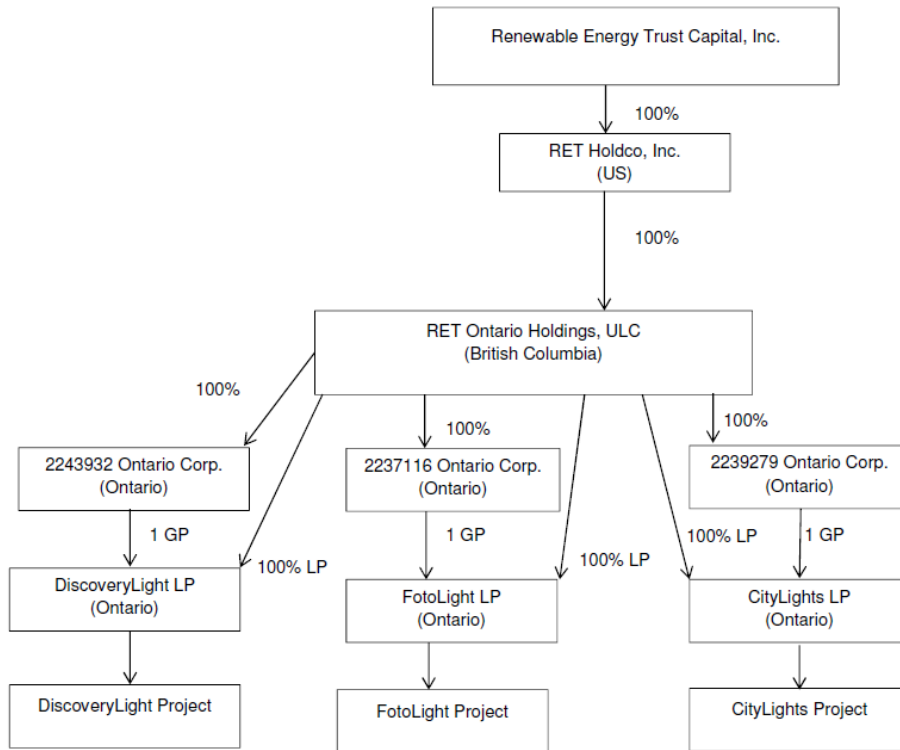 Renewable Energy Trust Capital, Inc.
100%
RET Holdco, Inc.
(US)
100%
RET Ontario Holdings, ULC
(British Columbia)
100%
100%
100%
2243932 Ontario Corp.
(Ontario)
2237116 Ontario Corp.
(Ontario)
2239279 Ontario Corp.
(Ontario)
1 GP
100% LP
1 GP
100% LP
100% LP
1 GP
DiscoveryLight LP
(Ontario)
FotoLight LP
(Ontario)
CityLights LP
(Ontario)
DiscoveryLight Project
FotoLight Project
CityLights Project